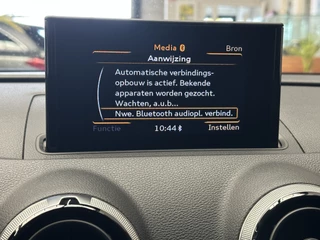 Media
Bron
Aanwijzing
Automatische verbindings-
opbouw is actief. Bekende
apparaten worden gezocht.
Wachten, a.u.b...
Nwe. Bluetooth audiopl. verbind.
Functie
10:44
Instellen